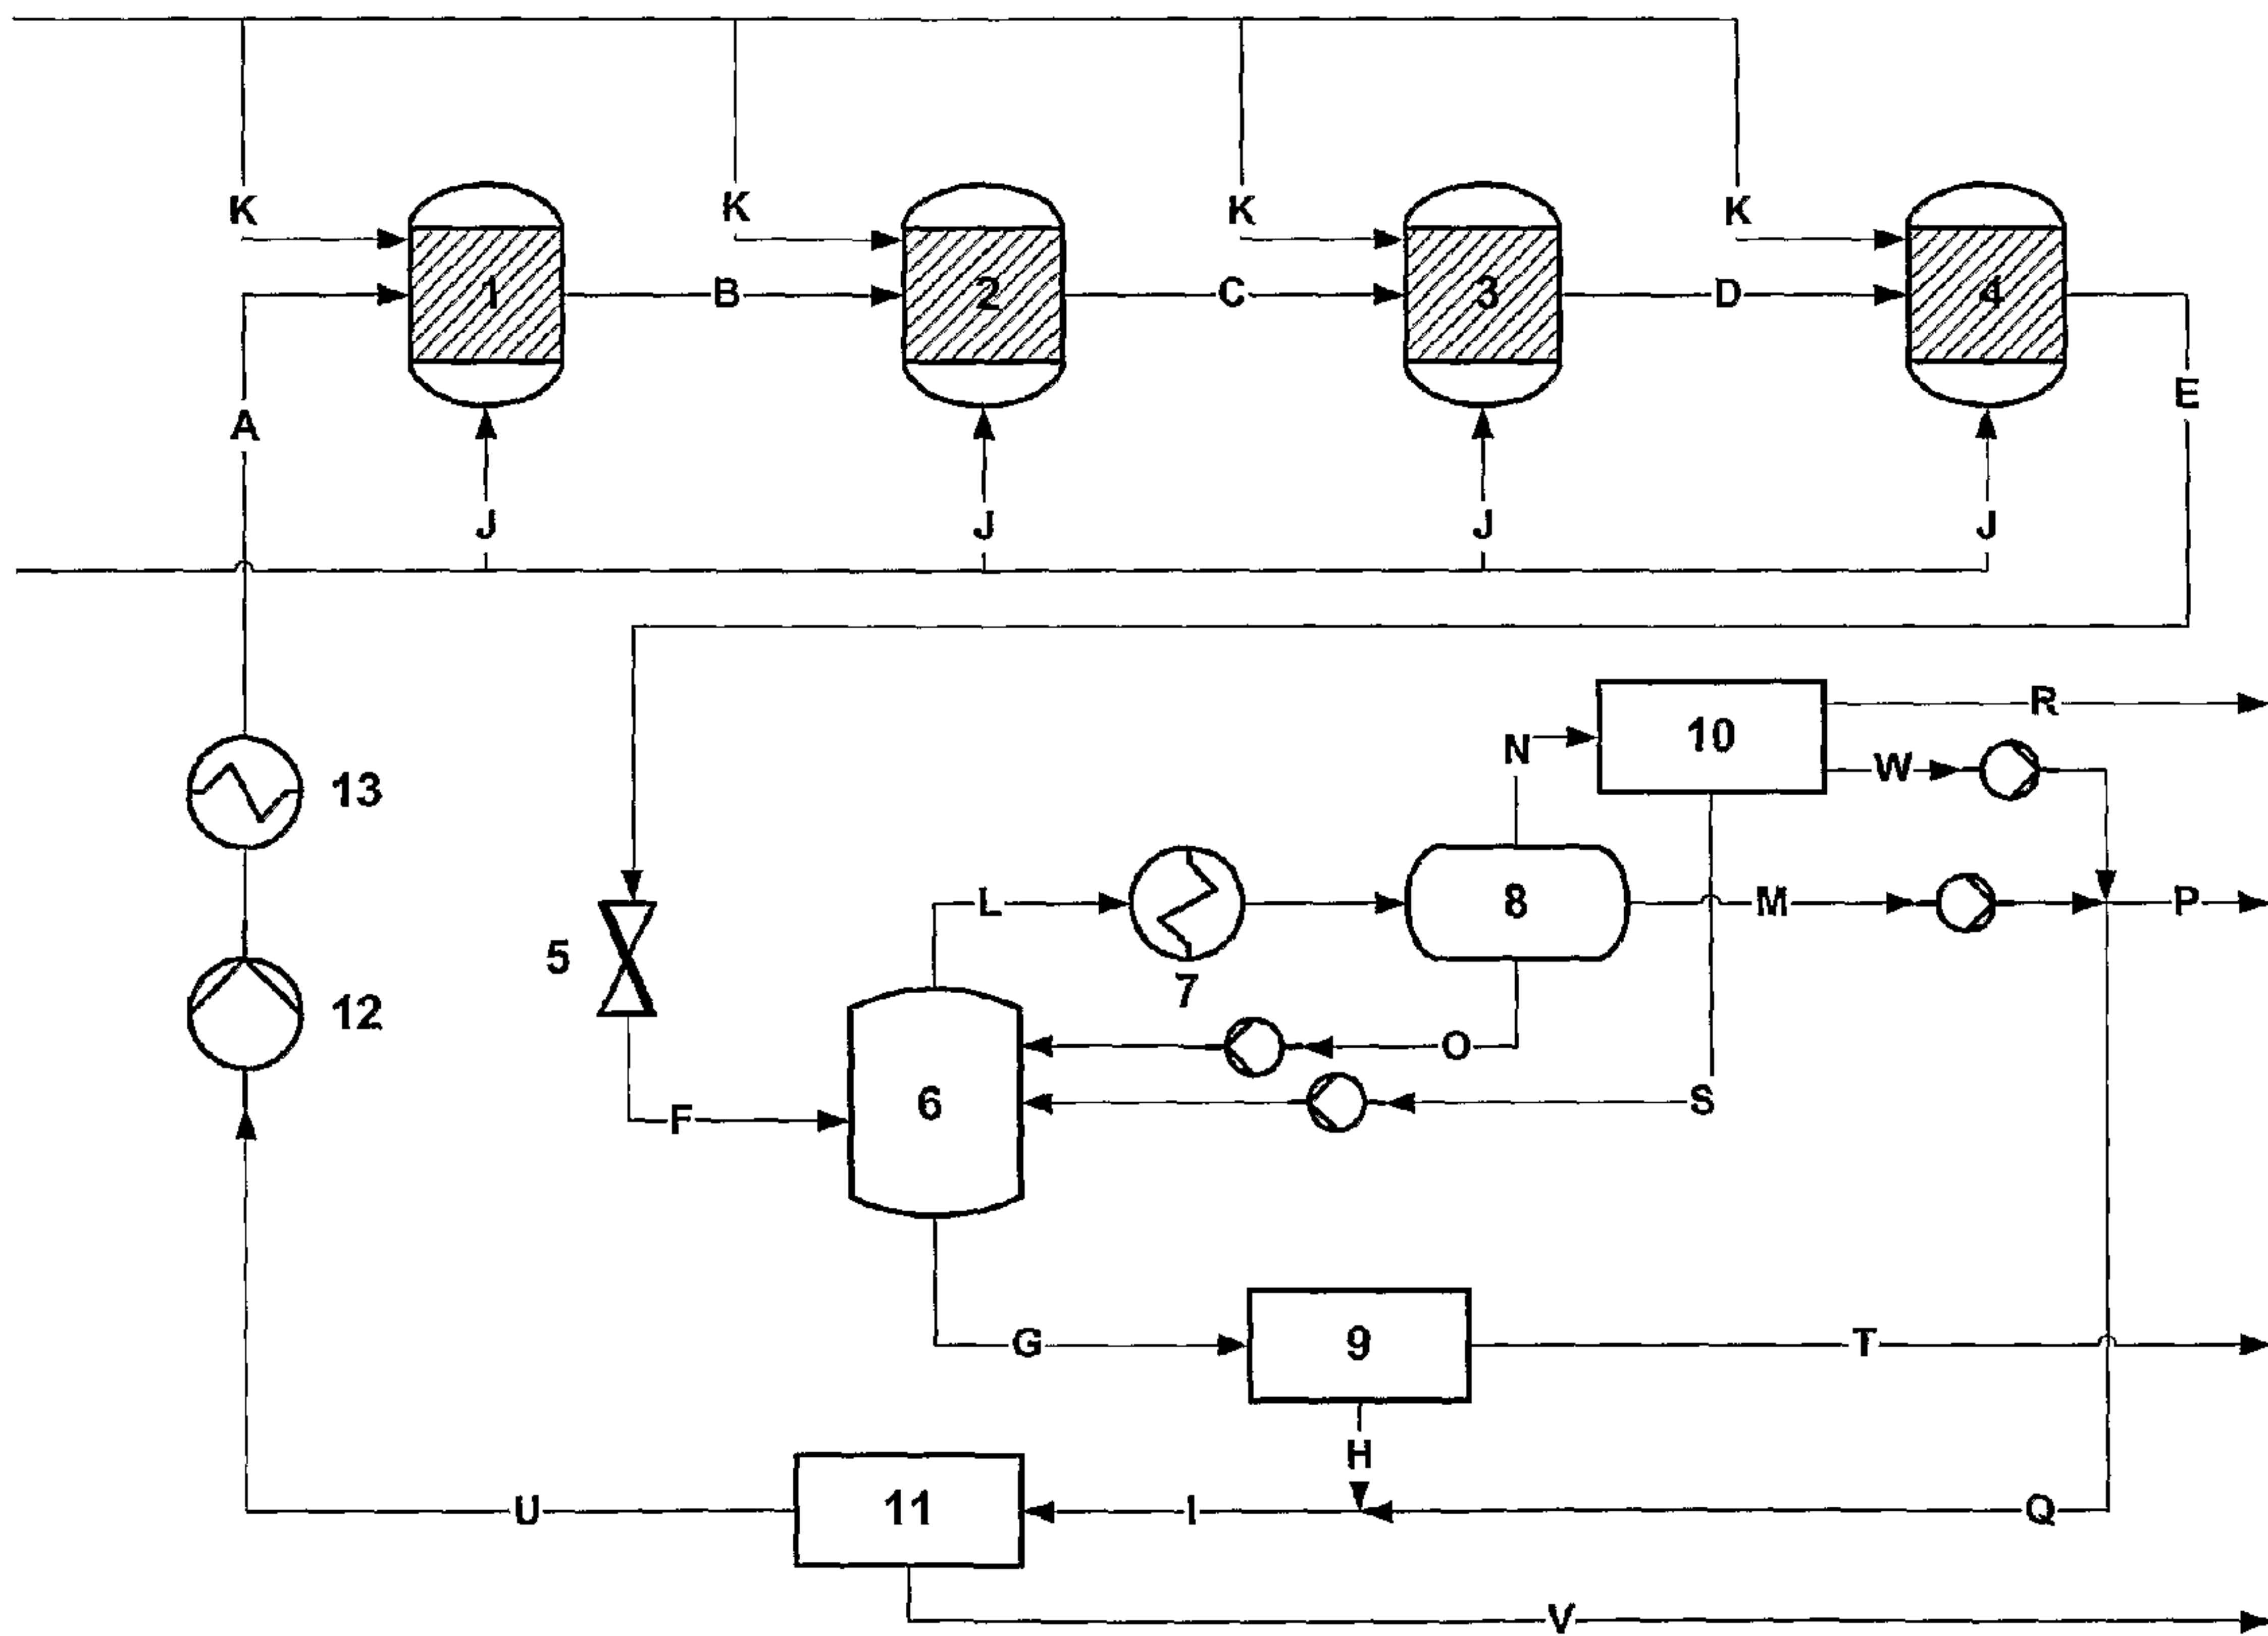 K K K K
1 B 2 C 3 D 4
A E
J J J J
10 R
N W
13
L 8 M P
5 7
12
O
6 S
F
G 9 T
H
U 11 I Q
V